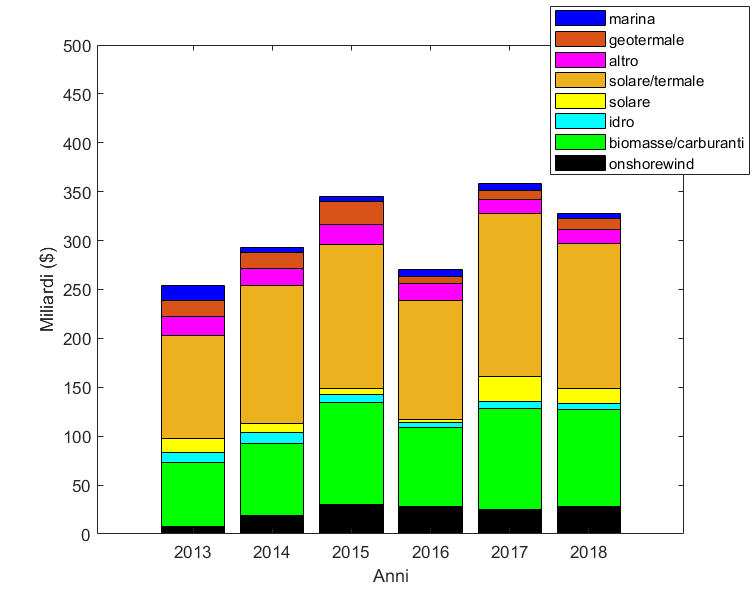 marina
geotermale
altro
solare/termale
solare
idro
biomasse/carburanti
onshorewind
500
450
400
350
300
250
200
150
100
50
0
Miliardi ($)
2013 2014 2015 2016 2017 2018
Anni